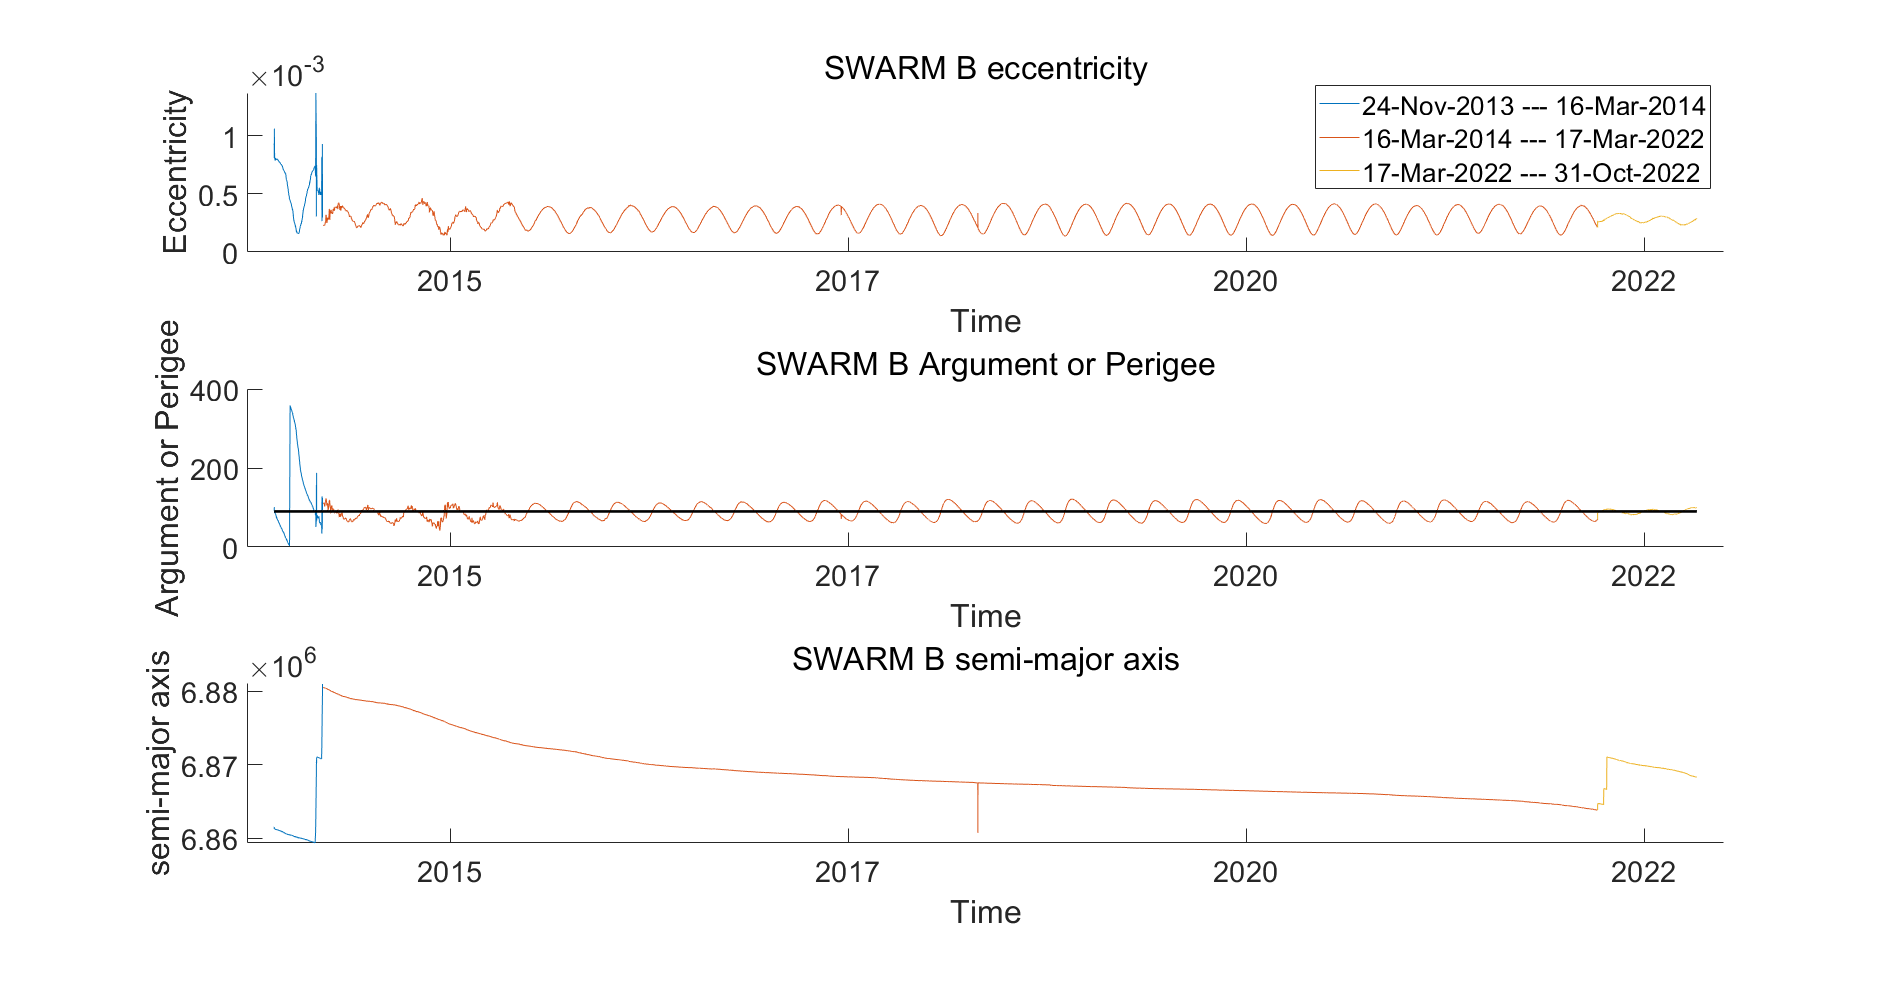 SWARM B eccentricity
×10-3
Eccentricity
1
0.5
0
2015 2017 2020 2022
Time
24-Nov-2013 --- 16-Mar-2014
16-Mar-2014 --- 17-Mar-2022
17-Mar-2022 --- 31-Oct-2022
SWARM B Argument or Perigee
Argument or Perigee
400
200
0
2015 2017 2020 2022
Time
SWARM B semi-major axis
×106
semi-major axis
6.88
6.87
6.86
2015 2017 2020 2022
Time